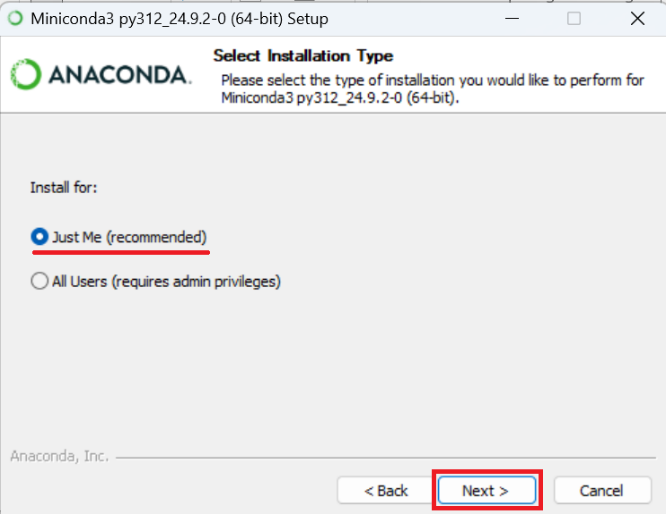 Miniconda3 py312_24.9.2-0 (64-bit) Setup
ANACONDA.
Select Installation Type
Please select the type of installation you would like to perform for
Miniconda3 py312_24.9.2-0 (64-bit).
Install for:
Just Me (recommended)
All Users (requires admin privileges)
Anaconda, Inc.
< Back
Next >
Cancel